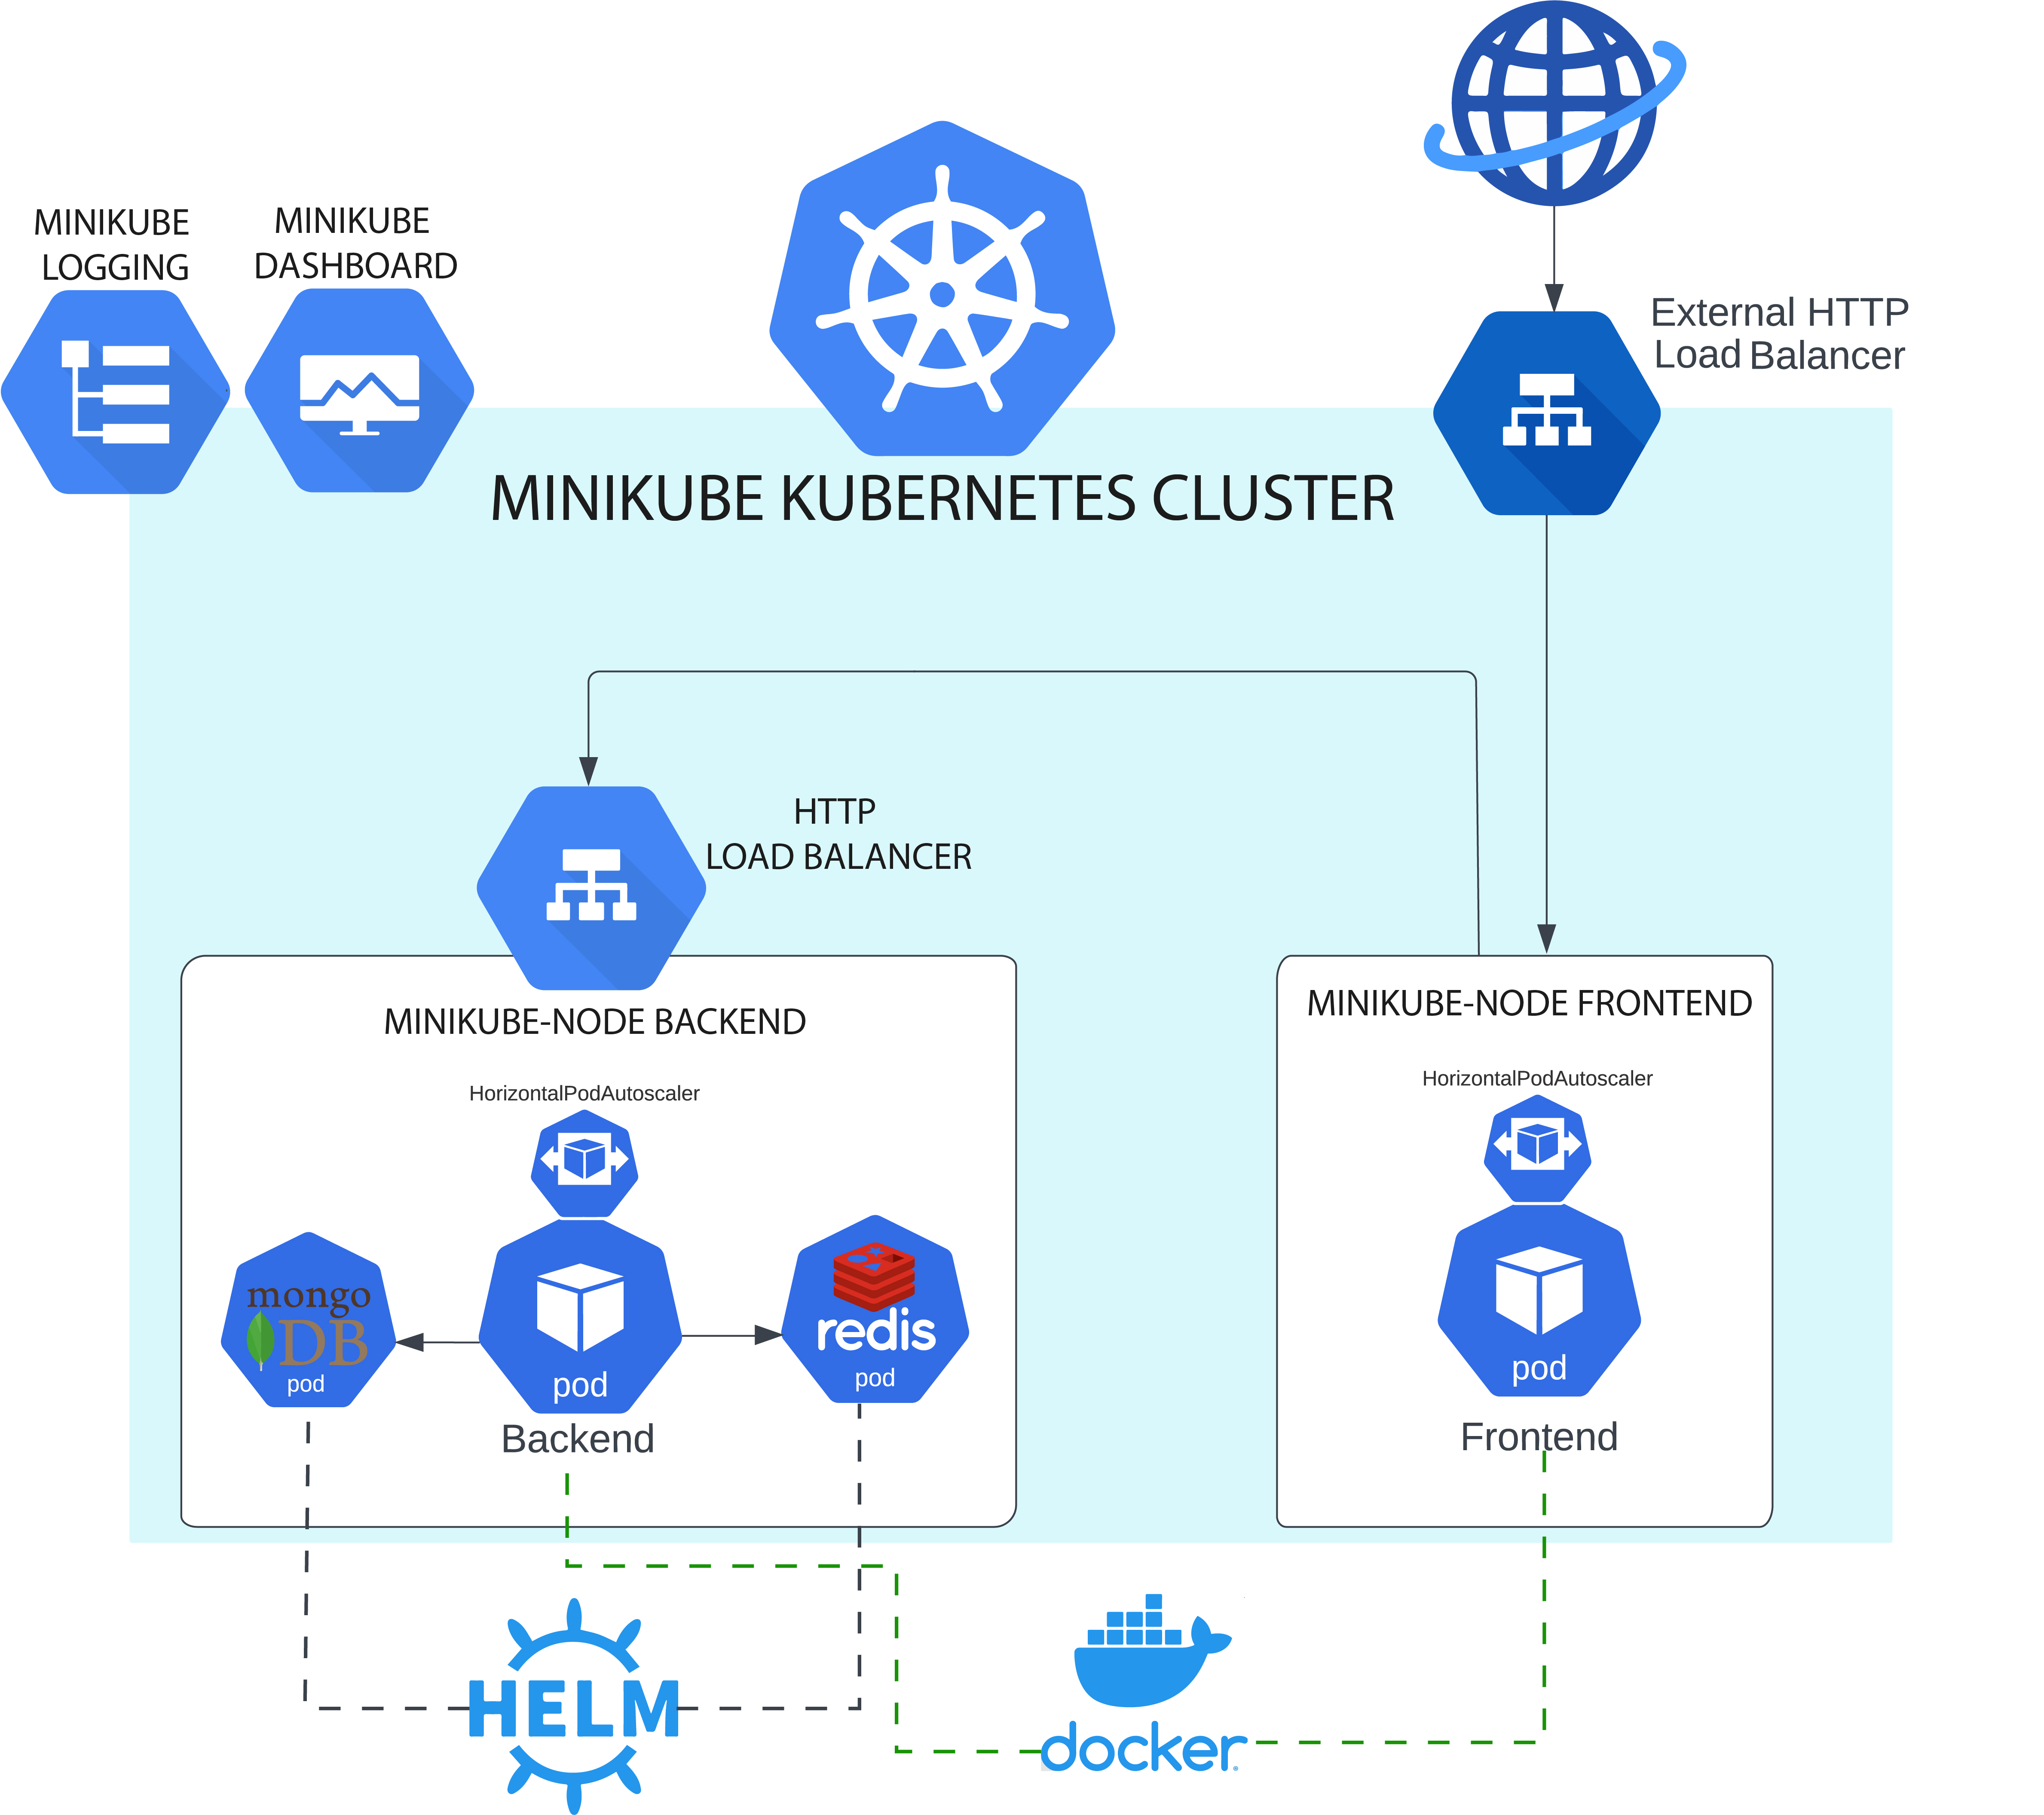 MINIKUBE
LOGGING
MINIKUBE
DASHBOARD
External HTTP
Load Balancer
MINIKUBE KUBERNETES CLUSTER
HTTP
LOAD BALANCER
MINIKUBE-NODE BACKEND
HorizontalPodAutoscaler
mongo
DB
pod
pod
Backend
redis
pod
MINIKUBE-NODE FRONTEND
HorizontalPodAutoscaler
pod
Frontend
HELM
docker®